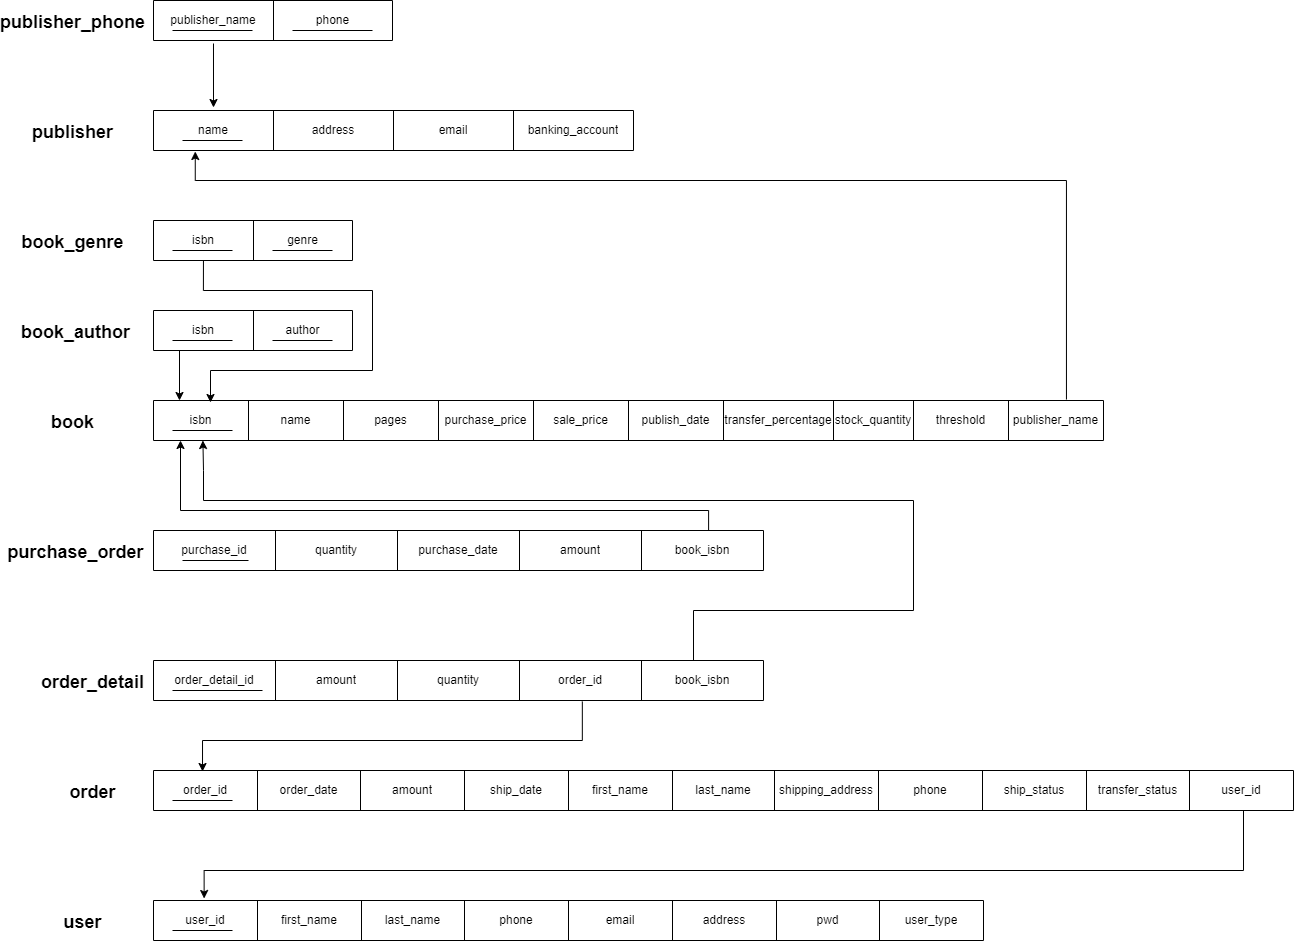 publisher_phone publisher_name phone
publisher name address email banking_account
book_genre isbn genre
book_author isbn author
book isbn name pages purchase_price sale_price publish_date transfer_percentage stock_quantity threshold publisher_name
purchase_order purchase_id quantity purchase_date amount book_isbn
order_detail order_detail_id amount quantity order_id book_isbn
order order_id order_date amount ship_date first_name last_name shipping_address phone ship_status transfer_status user_id
user user_id first_name last_name phone email address pwd user_type